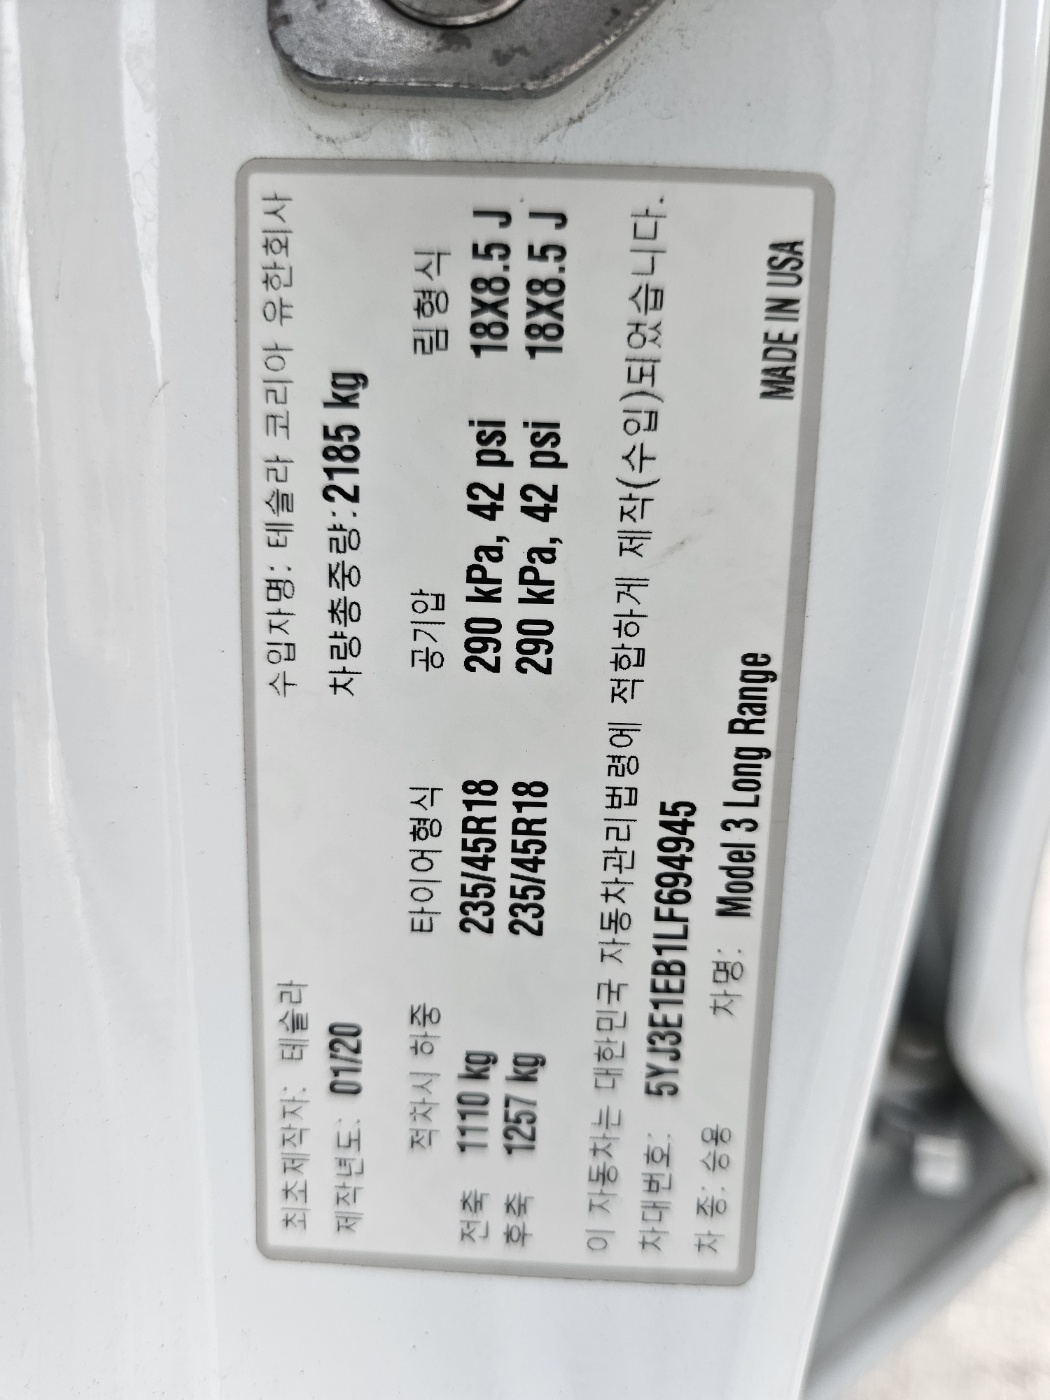 최초제작자: 테슬라 수입자명: 테슬라 코리아 유한회사
제작년도: 01/20 차량총중량: 2185 kg
적차시 하중 타이어형식 공기압 림형식
전축 1110 kg 235/45R18 290 kPa, 42 psi 18X8.5 J
후축 1257 kg 235/45R18 290 kPa, 42 psi 18X8.5 J
이 자동차는 대한민국 자동차관리법령에 적합하게 제작(수입)되었습니다.
차대번호: 5YJ3E1EB1LF694945
차 종: 승용 차명: Model 3 Long Range MADE IN USA